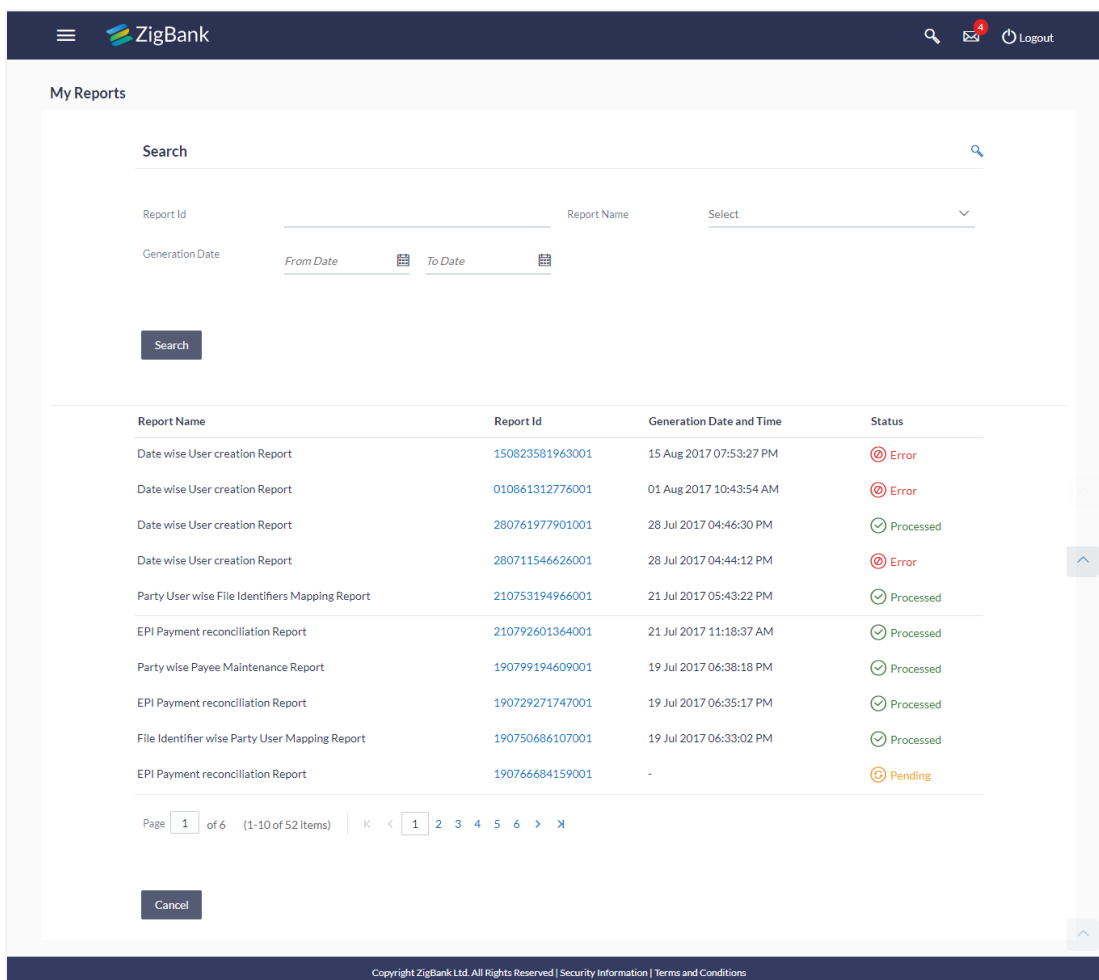 ZigBank 4 Logout
My Reports
Search
Report Id Report Name Select
Generation Date From Date To Date
Search
Report Name Report Id Generation Date and Time Status
Date wise User creation Report 150823581963001 15 Aug 2017 07:53:27 PM Error
Date wise User creation Report 010861312776001 01 Aug 2017 10:43:54 AM Error
Date wise User creation Report 280761977901001 28 Jul 2017 04:46:30 PM Processed
Date wise User creation Report 280711546626001 28 Jul 2017 04:44:12 PM Error
Party User wise File Identifiers Mapping Report 210753194966001 21 Jul 2017 05:43:22 PM Processed
EPI Payment reconciliation Report 210792601364001 21 Jul 2017 11:18:37 AM Processed
Party wise Payee Maintenance Report 190799194609001 19 Jul 2017 06:38:18 PM Processed
EPI Payment reconciliation Report 190729271747001 19 Jul 2017 06:35:17 PM Processed
File Identifier wise Party User Mapping Report 190750686107001 19 Jul 2017 06:33:02 PM Processed
EPI Payment reconciliation Report 190766684159001 - Pending
Page 1 of 6 (1-10 of 52 items) 1 2 3 4 5 6
Cancel
Copyright ZigBank Ltd. All Rights Reserved | Security Information | Terms and Conditions